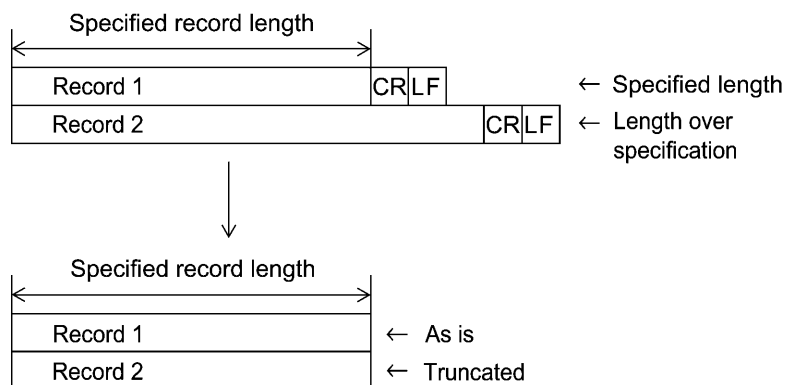 Specified record length
Record 1 CR LF ← Specified length
Record 2 CR LF ← Length over
specification
Specified record length
Record 1 ← As is
Record 2 ← Truncated